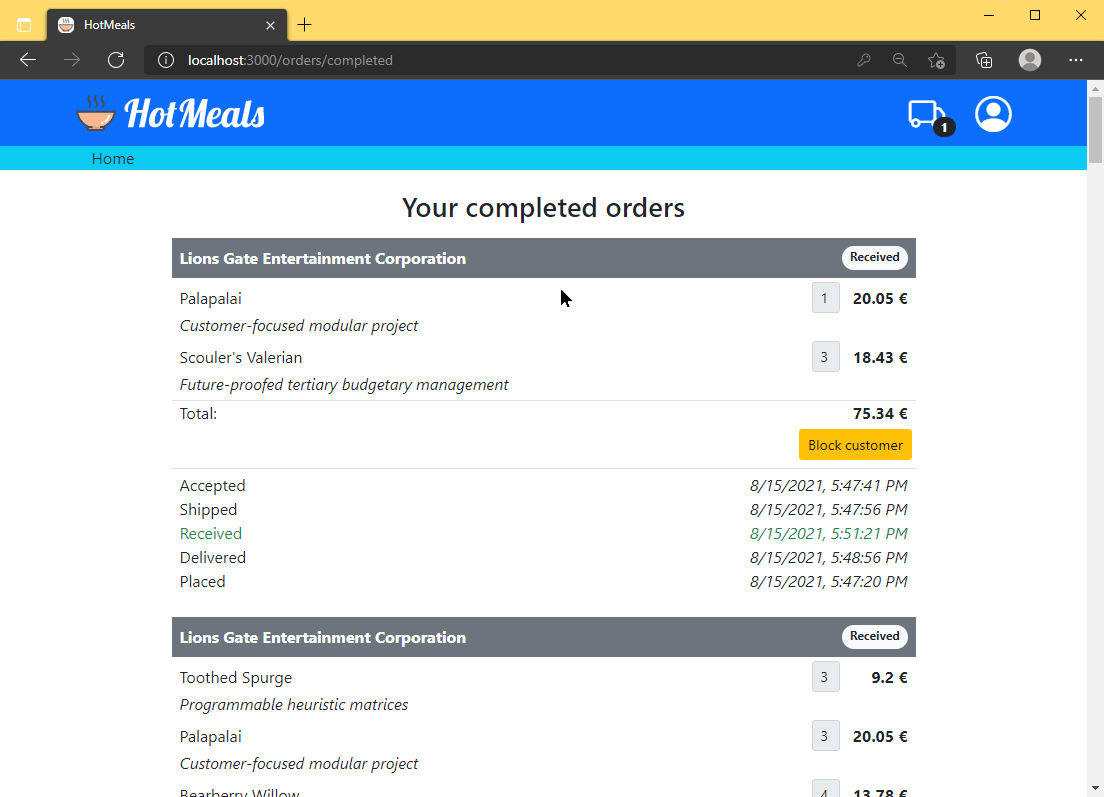 HotMeals
localhost:3000/orders/completed
HotMeals
1
Home
Your completed orders
Lions Gate Entertainment Corporation Received
Palapalai 1 20.05 €
Customer-focused modular project
Scouler's Valerian 3 18.43 €
Future-proofed tertiary budgetary management
Total: 75.34 €
Block customer
Accepted 8/15/2021, 5:47:41 PM
Shipped 8/15/2021, 5:47:56 PM
Received 8/15/2021, 5:51:21 PM
Delivered 8/15/2021, 5:48:56 PM
Placed 8/15/2021, 5:47:20 PM
Lions Gate Entertainment Corporation Received
Toothed Spurge 3 9.2 €
Programmable heuristic matrices
Palapalai 3 20.05 €
Customer-focused modular project
Bearberry Willow 4 13.78 €